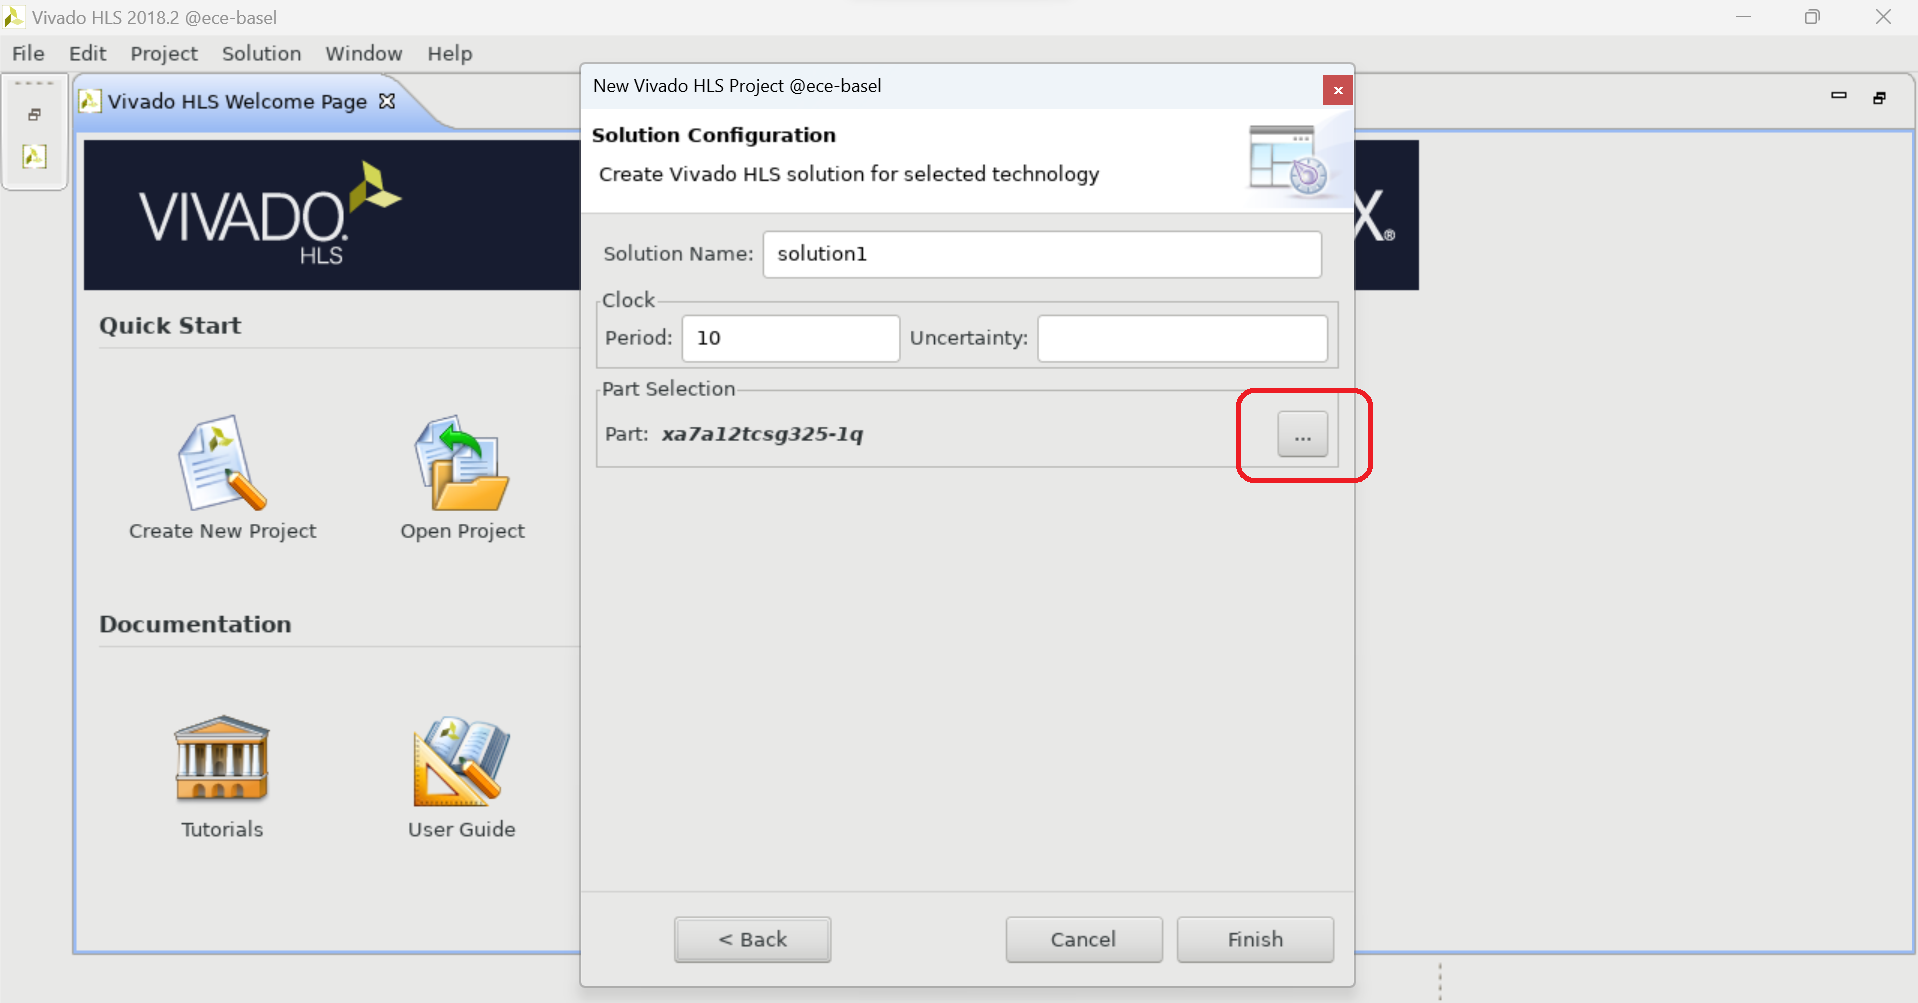 Vivado HLS 2018.2 @ece-basel
File Edit Project Solution Window Help
Vivado HLS Welcome Page
VIVADO.
HLS
Quick Start
Create New Project
Open Project
Documentation
Tutorials
User Guide
New Vivado HLS Project @ece-basel
Solution Configuration
Create Vivado HLS solution for selected technology
Solution Name: solution1
Clock
Period: 10 Uncertainty:
Part Selection
Part: xa7a12tcsg325-1q ...
< Back Cancel Finish
X®